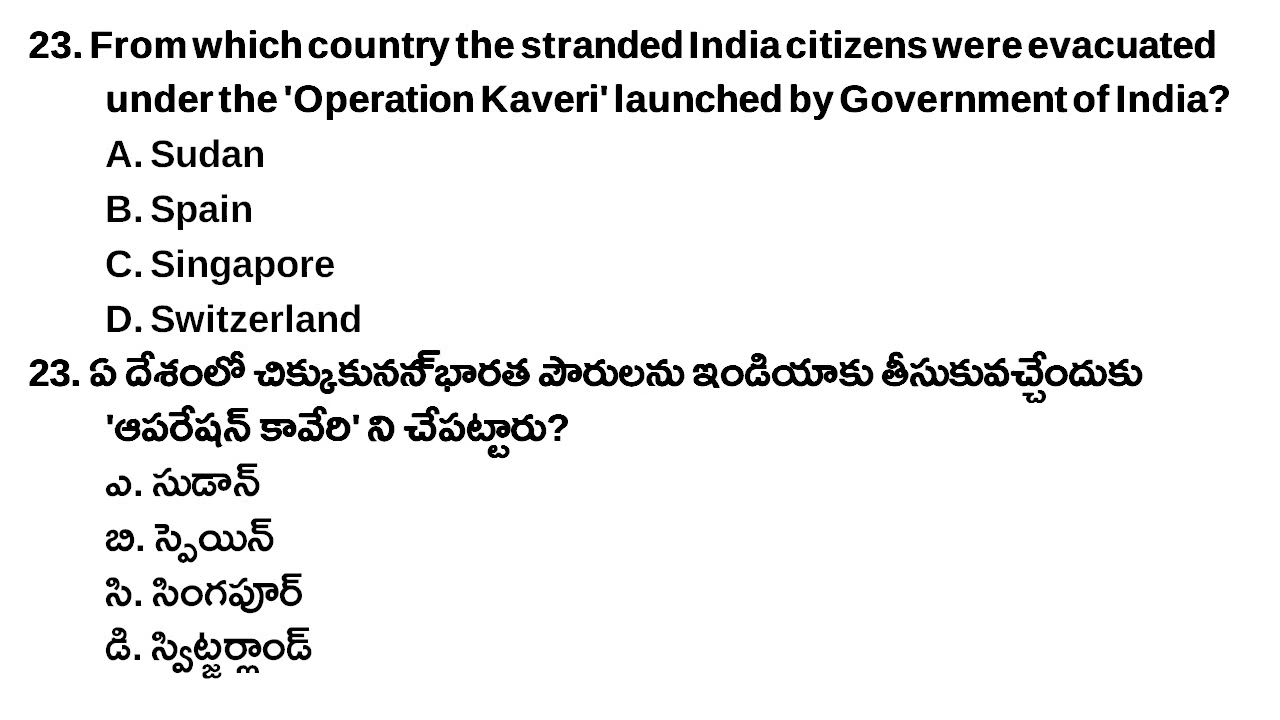 23. From which country the stranded India citizens were evacuated
under the 'Operation Kaveri' launched by Government of India?
A. Sudan
B. Spain
C. Singapore
D. Switzerland
23. ఏ దేశంలో చిక్కుకునన్ భారత పౌరులను ఇండియాకు తీసుకువచ్చేందుకు
'ఆపరేషన్ కావేరి' ని చేపట్టారు?
ఎ. సుడాన్
బి. స్పెయిన్
సి. సింగపూర్
డి. స్విట్జర్లాండ్